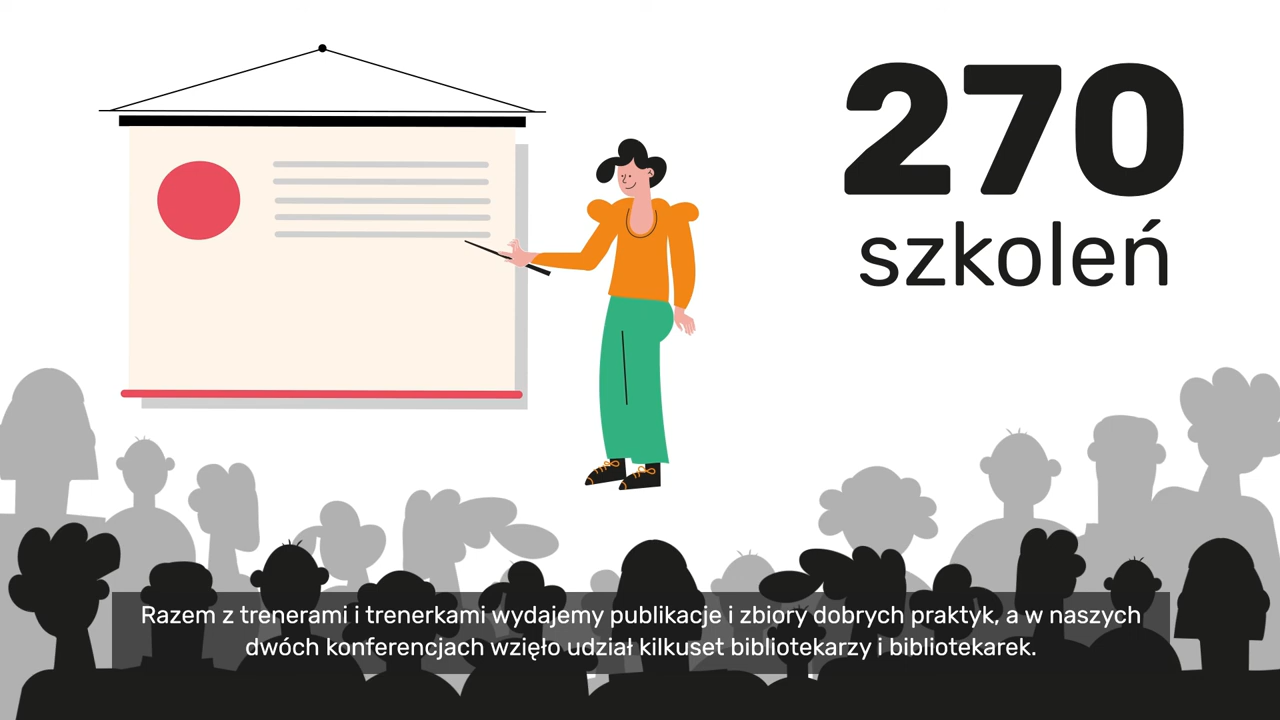 270
szkoleń
Razem z trenerami i trenerkami wydajemy publikacje i zbiory dobrych praktyk, a w naszych
dwóch konferencjach wzięło udział kilkuset bibliotekarzy i bibliotekarek.